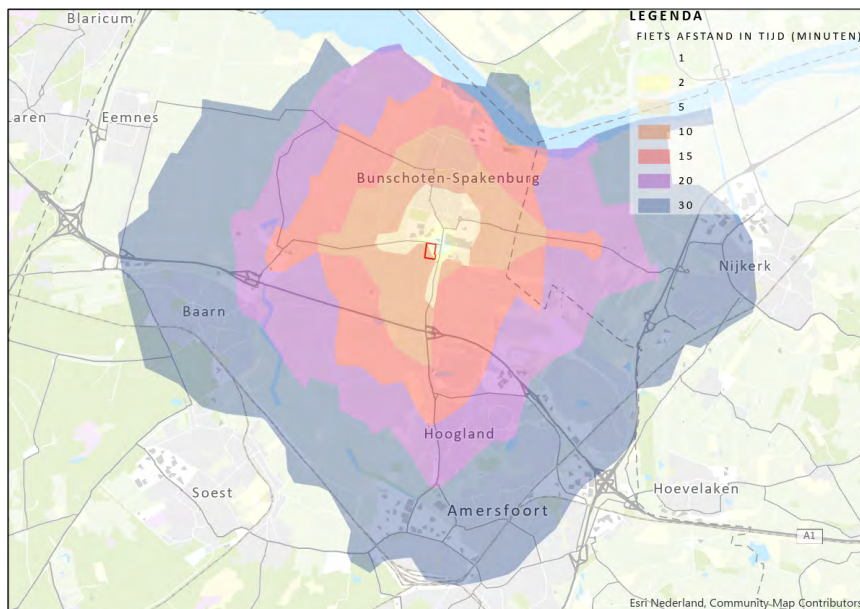 Blaricum
LEGENDA
FIETS AFSTAND IN TIJD (MINUTEN)
1
2
5
10
15
20
30
Laren
Eemnes
Bunschoten-Spakenburg
Nijkerk
Baarn
Hoogland
Soest
Amersfoort
Hoevelaken
A1
Esri Nederland, Community Map Contributors